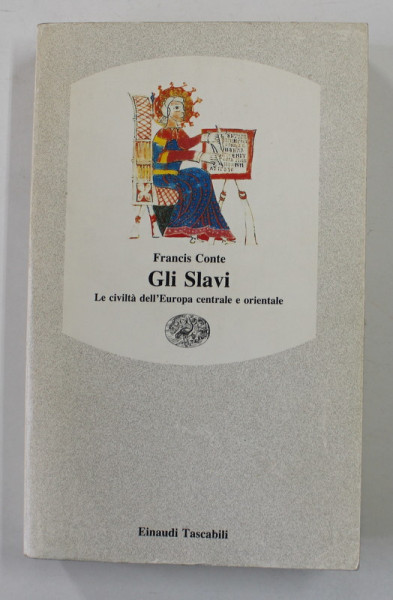 Francis Conte
Gli Slavi
Le civiltà dell'Europa centrale e orientale
Einaudi Tascabili